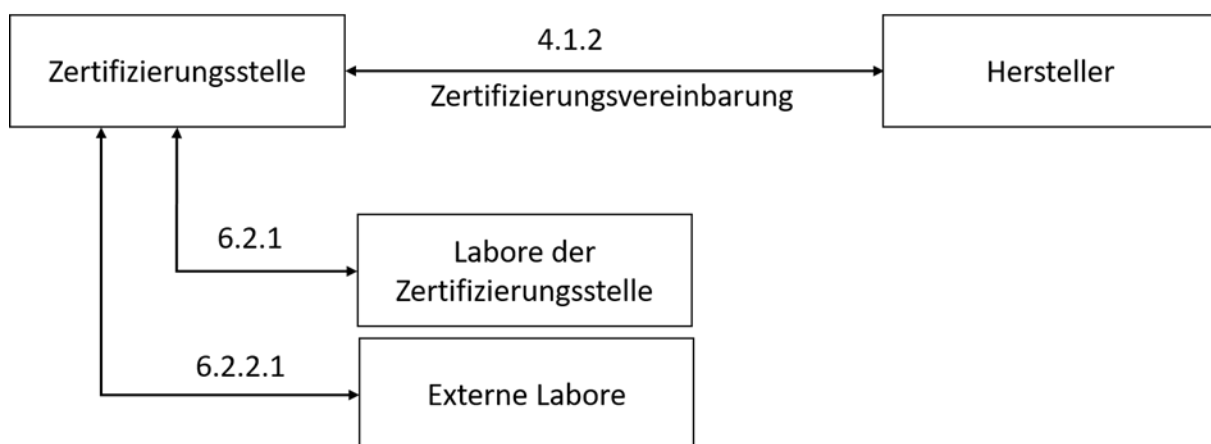 4.1.2
Zertifizierungsstelle
Hersteller
Zertifizierungsvereinbarung
6.2.1
Labore der
Zertifizierungsstelle
6.2.2.1
Externe Labore